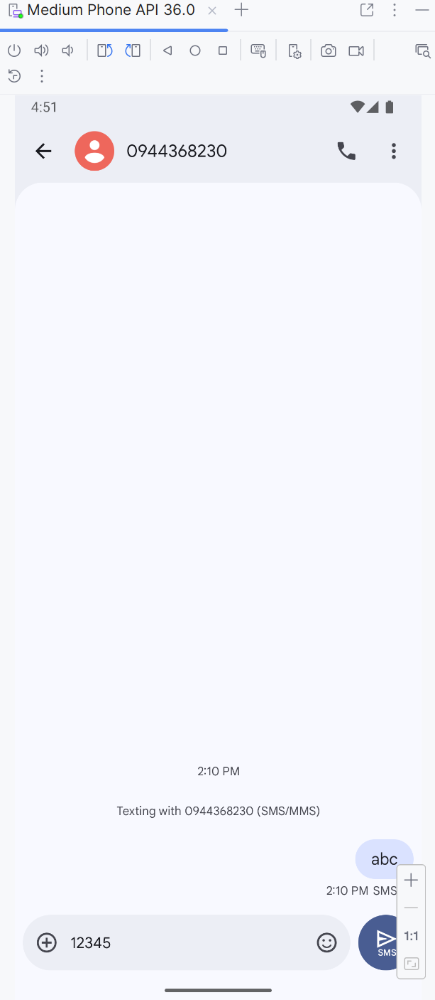 Medium Phone API 36.0
4:51
0944368230
2:10 PM
Texting with 0944368230 (SMS/MMS)
abc
2:10 PM SMS
12345
SMS
1:1